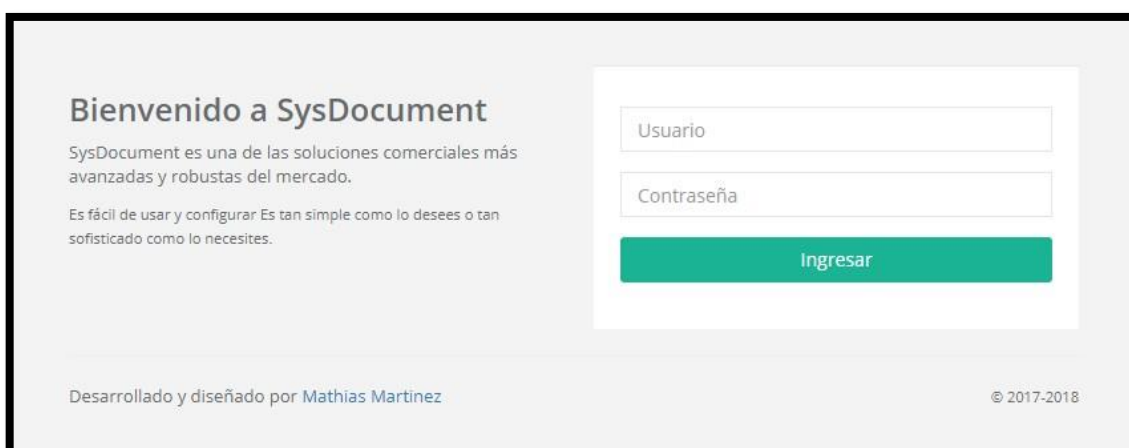 Bienvenido a SysDocument
SysDocument es una de las soluciones comerciales más
avanzadas y robustas del mercado.
Es fácil de usar y configurar Es tan simple como lo desees o tan
sofisticado como lo necesites.
Usuario
Contraseña
Ingresar
Desarrollado y diseñado por Mathias Martinez
© 2017-2018